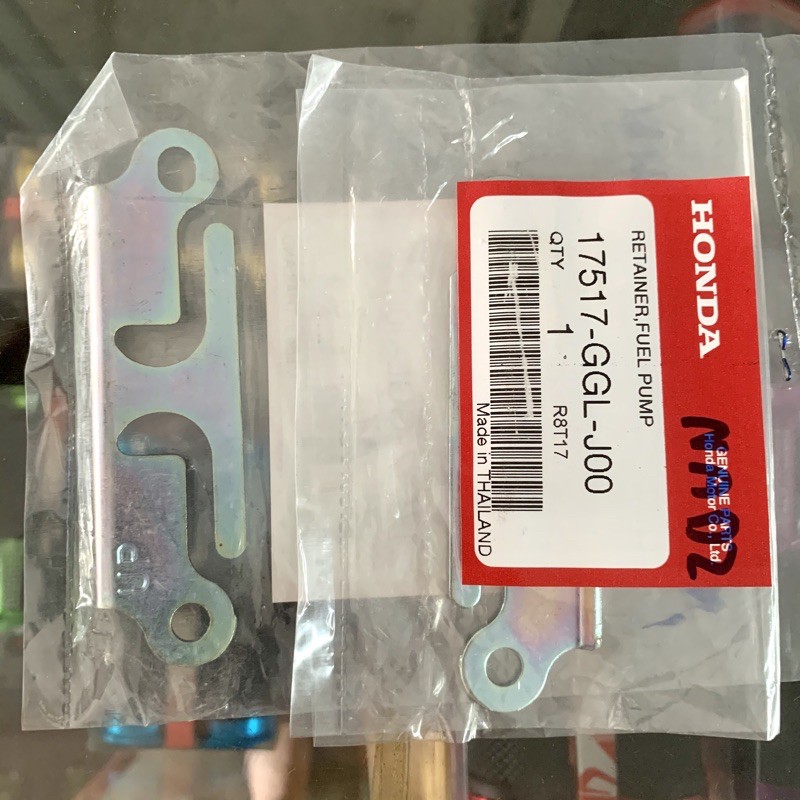 HONDA
GENUINE PARTS
Honda Motor Co., Ltd.
RETAINER,FUEL PUMP
17517-GGL-J00
QTY 1 R8T17
Made in THAILAND